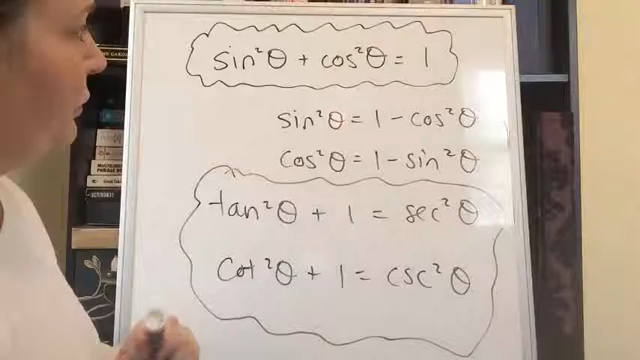 sin²θ + cos²θ = 1
sin²θ = 1 - cos²θ
cos²θ = 1 - sin²θ
tan²θ + 1 = sec²θ
cot²θ + 1 = csc²θ